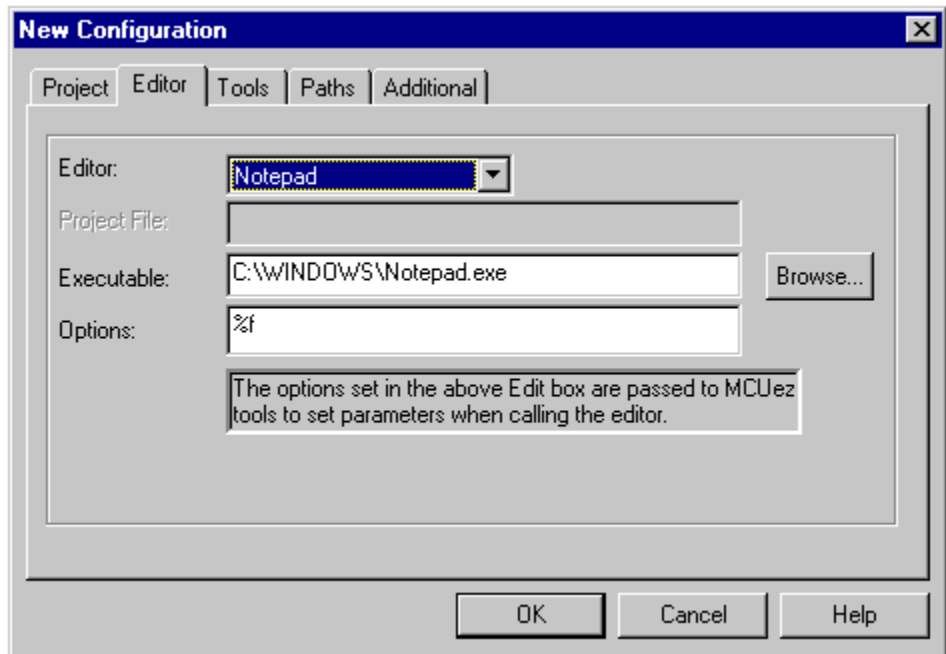 New Configuration
Project Editor Tools Paths Additional
Editor: Notepad
Project File:
Executable: C:\WINDOWS\Notepad.exe Browse...
Options: %f
The options set in the above Edit box are passed to MCUez
tools to set parameters when calling the editor.
OK Cancel Help